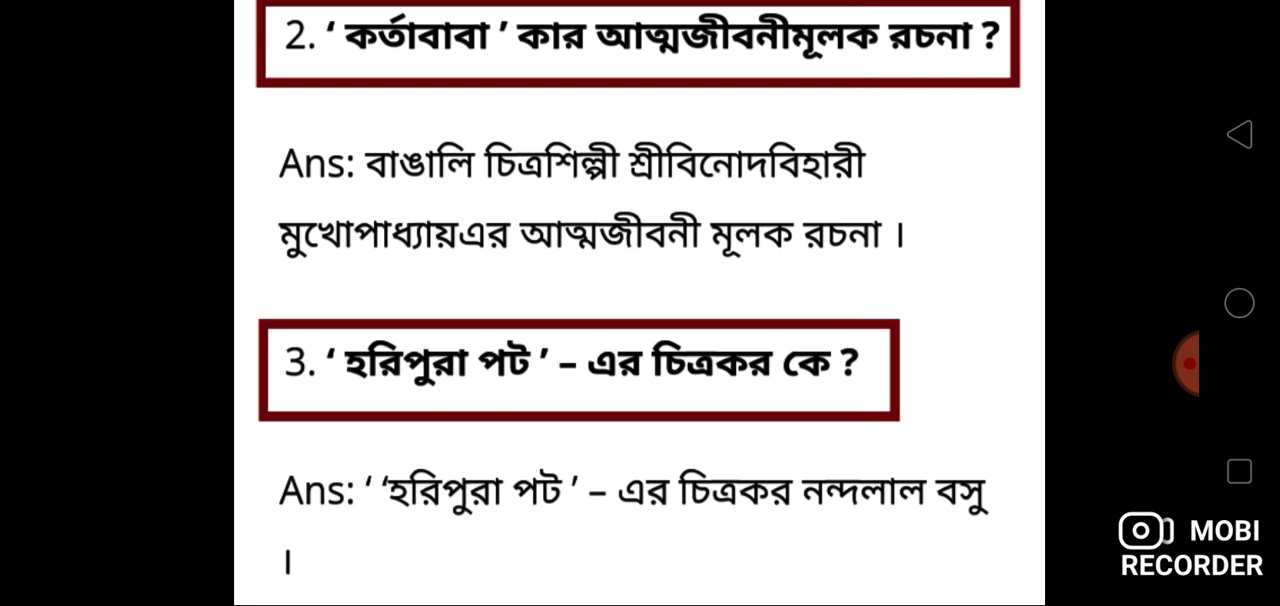 2. ‘ কর্তাবাবা ’ কার আত্মজীবনীমূলক রচনা ?
Ans: বাঙালি চিত্রশিল্পী শ্রীবিনোদবিহারী
মুখোপাধ্যায়এর আত্মজীবনী মূলক রচনা ।
3. ‘ হরিপুরা পট ’ – এর চিত্রকর কে ?
Ans: ‘ ‘হরিপুরা পট ’ – এর চিত্রকর নন্দলাল বসু
।
MOBI
RECORDER